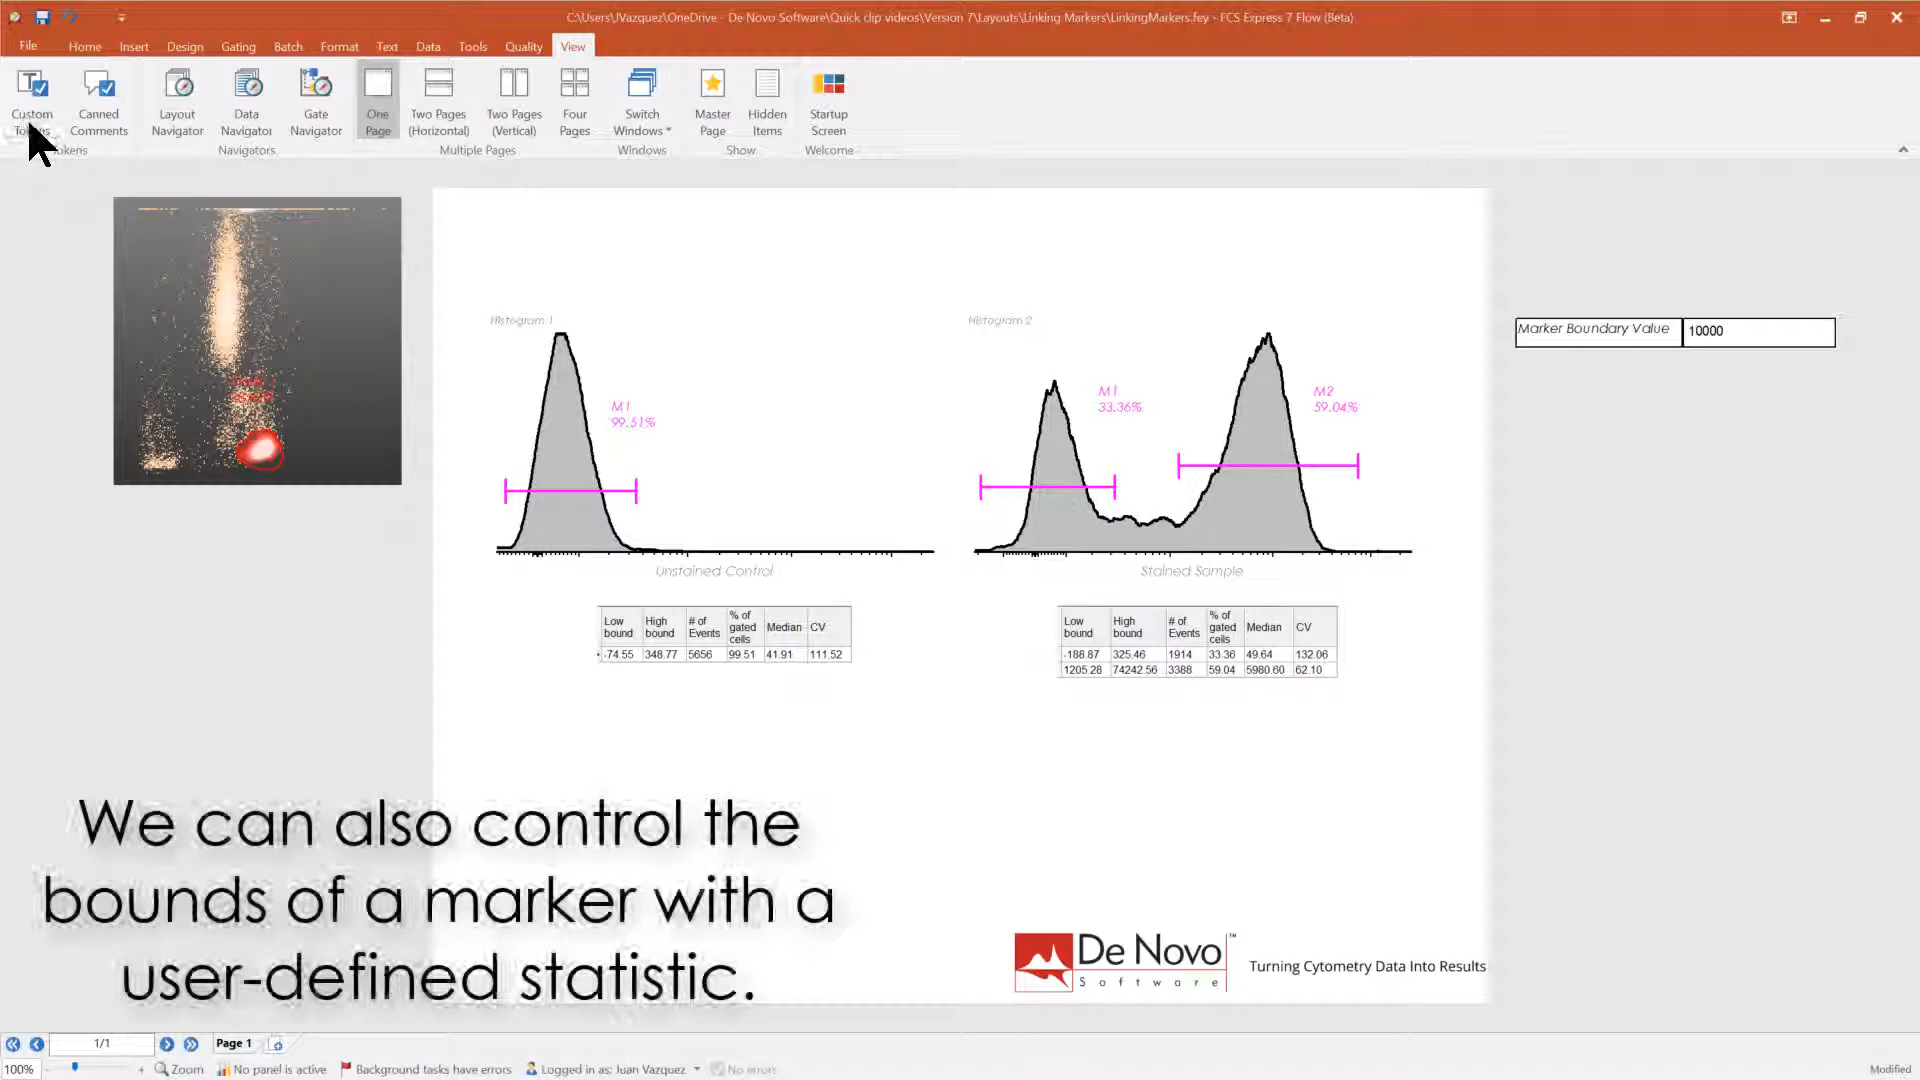 C:\Users\JVazquez\OneDrive - De Novo Software\Quick clip videos\Version 7\Layouts\Linking Markers\LinkingMarkers.fey - FCS Express 7 Flow (Beta)
File Home Insert Design Gating Batch Format Text Data Tools Quality View
Custom Canned Layout Data Gate One Two Pages Two Pages Four Switch Master Hidden Startup
Comments Navigator Navigator Navigator Page (Horizontal) (Vertical) Pages Windows Page Items Screen
Navigators Multiple Pages Windows Show Welcome
Histogram 1
Histogram 2
Marker Boundary Value 10000
M1
99.51%
M1
33.36%
M2
59.04%
Unstained Control
Stained Sample
Low bound High bound # of Events % of gated cells Median CV
-74.55 348.77 5656 99.51 41.91 111.52
Low bound High bound # of Events % of gated cells Median CV
-188.87 325.46 1914 33.36 49.64 132.06
1205.28 74242.56 3388 59.04 5980.60 62.10
We can also control the
bounds of a marker with a
user-defined statistic.
De Novo™
Software
Turning Cytometry Data Into Results
1/1 Page 1
100% - + Zoom No panel is active Background tasks have errors Logged in as: Juan Vazquez No errors Modified